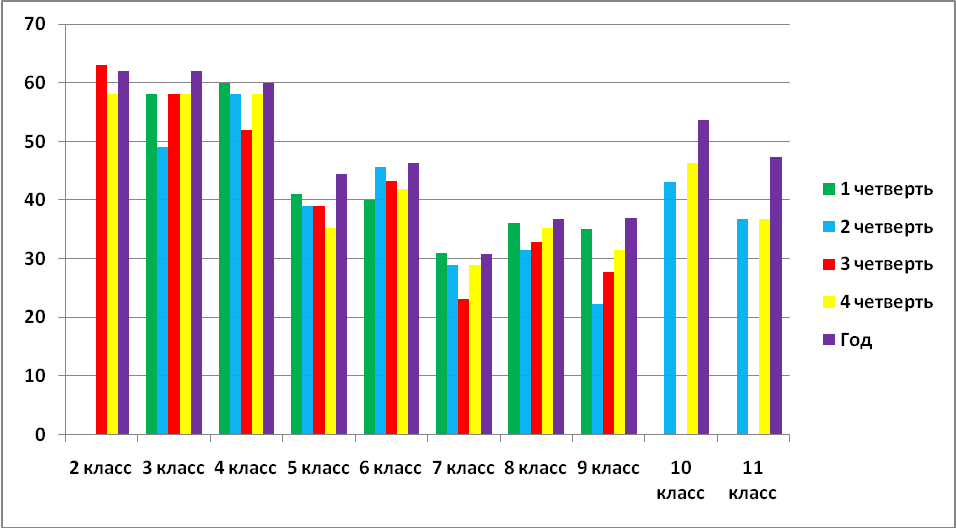 70
60
50
40
30
20
10
0
2 класс 3 класс 4 класс 5 класс 6 класс 7 класс 8 класс 9 класс 10 класс 11 класс
1 четверть
2 четверть
3 четверть
4 четверть
Год